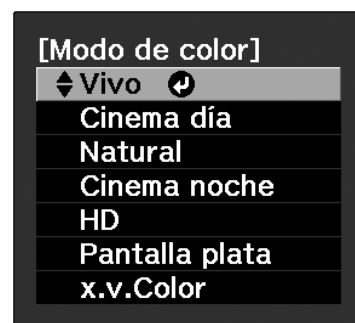 [Modo de color]
Vivo
Cinema día
Natural
Cinema noche
HD
Pantalla plata
x.v.Color